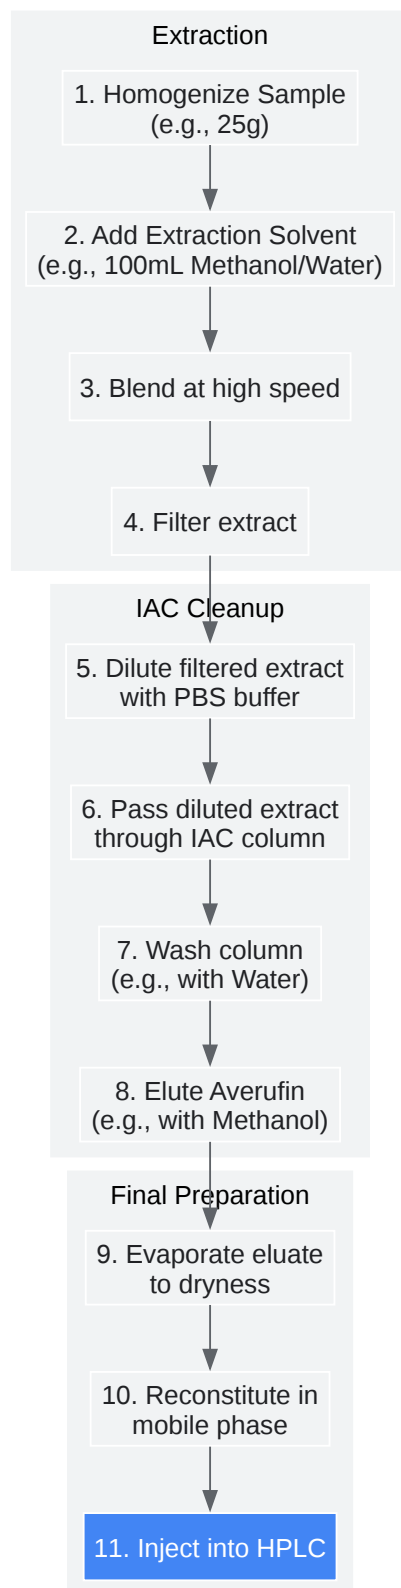 Extraction
1. Homogenize Sample
(e.g., 25g)
2. Add Extraction Solvent
(e.g., 100mL Methanol/Water)
3. Blend at high speed
4. Filter extract
IAC Cleanup
5. Dilute filtered extract
with PBS buffer
6. Pass diluted extract
through IAC column
7. Wash column
(e.g., with Water)
8. Elute Averufin
(e.g., with Methanol)
Final Preparation
9. Evaporate eluate
to dryness
10. Reconstitute in
mobile phase
11. Inject into HPLC